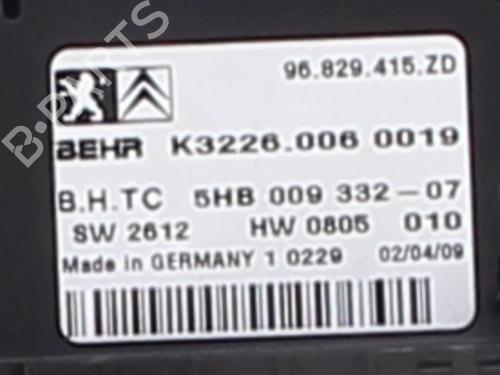 96.829.415.ZD
BEHR K3226.006 0019
B.H.TC 5HB 009 332-07
SW 2612 HW 0805 010
Made in GERMANY 1 0229 02/04/09
B-PARTS